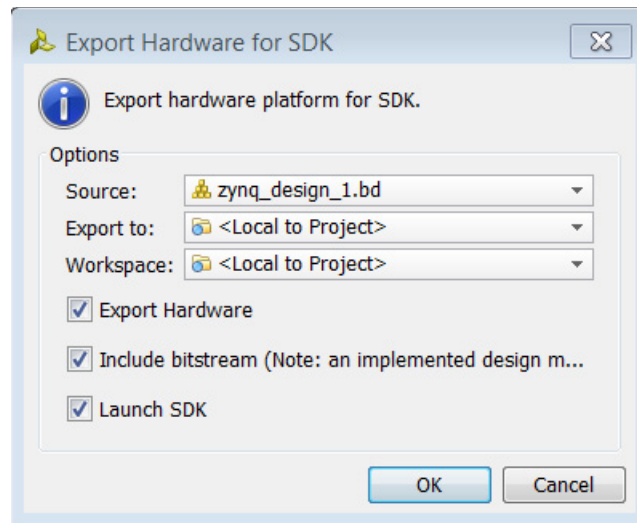 Export Hardware for SDK
Export hardware platform for SDK.
Options
Source: zynq_design_1.bd
Export to: <Local to Project>
Workspace: <Local to Project>
Export Hardware
Include bitstream (Note: an implemented design m...
Launch SDK
OK Cancel